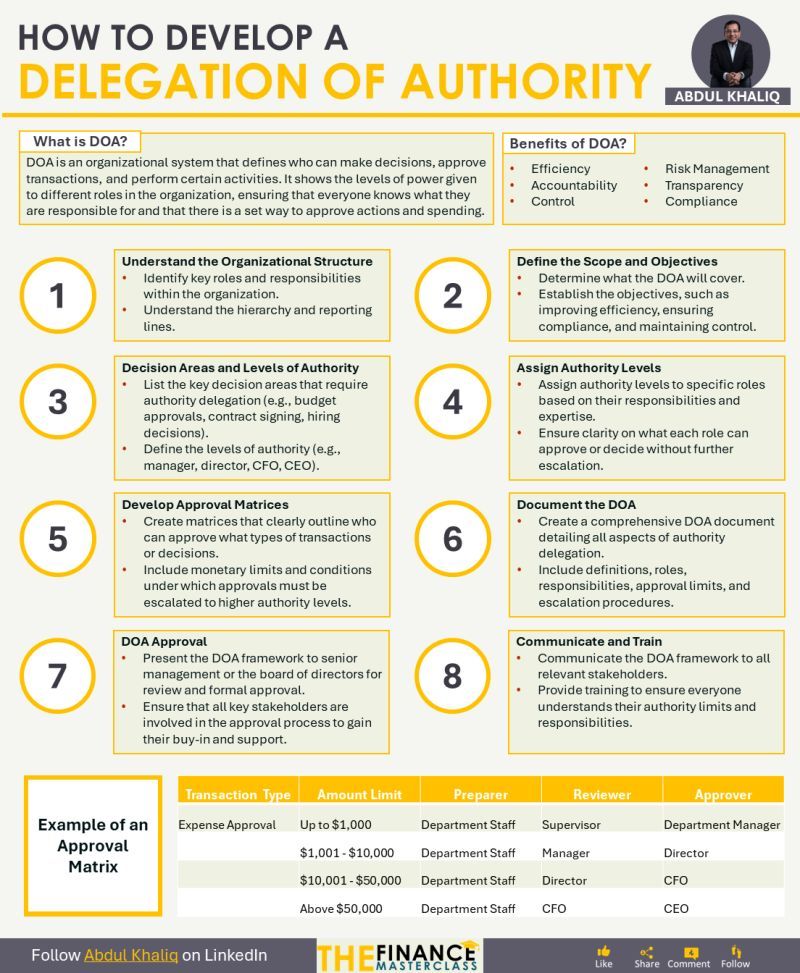 HOW TO DEVELOP A
DELEGATION OF AUTHORITY
ABDUL KHALIQ
What is DOA?
DOA is an organizational system that defines who can make decisions, approve
transactions, and perform certain activities. It shows the levels of power given
to different roles in the organization, ensuring that everyone knows what they
are responsible for and that there is a set way to approve actions and spending.
Benefits of DOA?
• Efficiency
• Accountability
• Control
• Risk Management
• Transparency
• Compliance
1
Understand the Organizational Structure
• Identify key roles and responsibilities
within the organization.
• Understand the hierarchy and reporting
lines.
2
Define the Scope and Objectives
• Determine what the DOA will cover.
• Establish the objectives, such as
improving efficiency, ensuring
compliance, and maintaining control.
3
Decision Areas and Levels of Authority
• List the key decision areas that require
authority delegation (e.g., budget
approvals, contract signing, hiring
decisions).
• Define the levels of authority (e.g.,
manager, director, CFO, CEO).
4
Assign Authority Levels
• Assign authority levels to specific roles
based on their responsibilities and
expertise.
• Ensure clarity on what each role can
approve or decide without further
escalation.
5
Develop Approval Matrices
• Create matrices that clearly outline who
can approve what types of transactions
or decisions.
• Include monetary limits and conditions
under which approvals must be
escalated to higher authority levels.
6
Document the DOA
• Create a comprehensive DOA document
detailing all aspects of authority
delegation.
• Include definitions, roles,
responsibilities, approval limits, and
escalation procedures.
7
DOA Approval
• Present the DOA framework to senior
management or the board of directors for
review and formal approval.
• Ensure that all key stakeholders are
involved in the approval process to gain
their buy-in and support.
8
Communicate and Train
• Communicate the DOA framework to all
relevant stakeholders.
• Provide training to ensure everyone
understands their authority limits and
responsibilities.
Example of an
Approval
Matrix
Transaction Type Amount Limit Preparer Reviewer Approver
Expense Approval Up to $1,000 Department Staff Supervisor Department Manager
$1,001 - $10,000 Department Staff Manager Director
$10,001 - $50,000 Department Staff Director CFO
Above $50,000 Department Staff CFO CEO
Follow Abdul Khaliq on LinkedIn
THE FINANCE
MASTERCLASS
Like Share Comment Follow